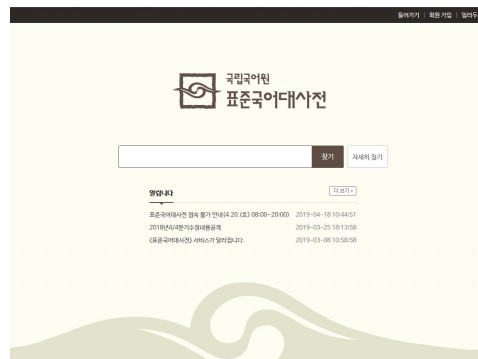 들어가기 | 회원 가입 | 일러두
국립국어원
표준국어대사전
찾기
자세히 찾기
알립니다
더 보기
표준국어대사전 접속 불가 안내(4.20.(토) 08:00~20:00) 2019-04-18 10:44:51
2018년4/4분기수정내용공개 2019-03-25 18:13:58
《표준국어대사전》 서비스가 달라집니다. 2019-03-08 10:58:58